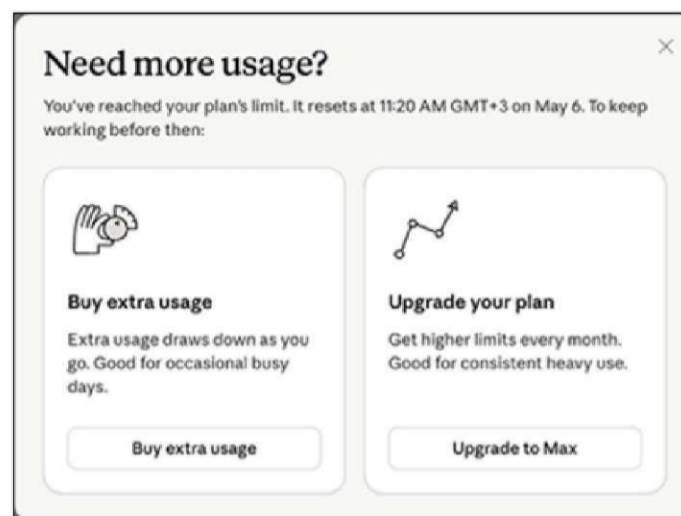 Need more usage?
You've reached your plan's limit. It resets at 11:20 AM GMT+3 on May 6. To keep
working before then:
Buy extra usage
Extra usage draws down as you
go. Good for occasional busy
days.
Buy extra usage
Upgrade your plan
Get higher limits every month.
Good for consistent heavy use.
Upgrade to Max